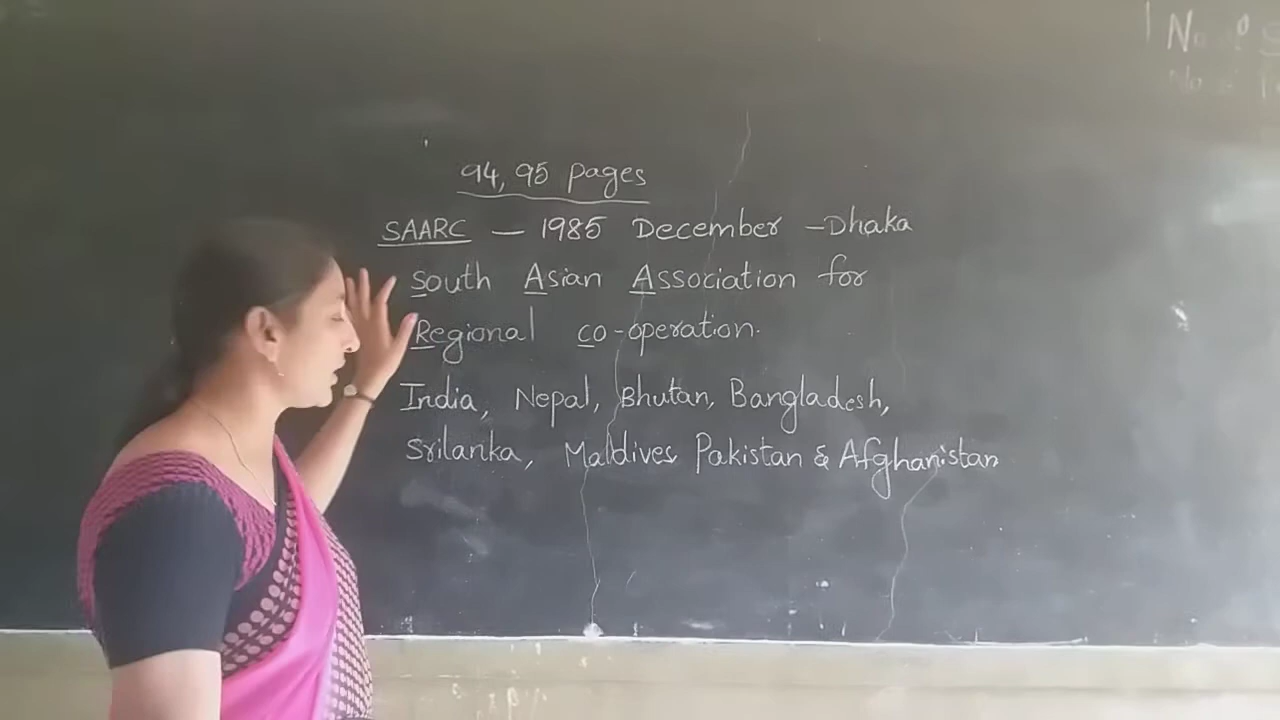 94, 95 pages
SAARC — 1985 December - Dhaka
South Asian Association for
Regional co-operation.
India, Nepal, Bhutan, Bangladesh,
Srilanka, Maldives Pakistan & Afghanistan